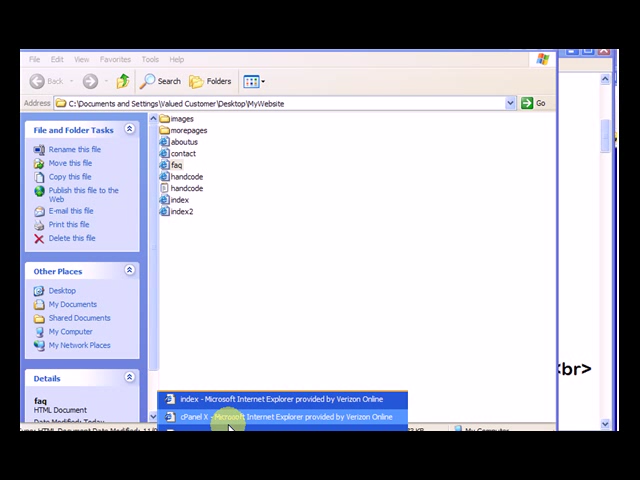 File Edit View Favorites Tools Help
Back Search Folders
Address C:\Documents and Settings\Valued Customer\Desktop\MyWebsite Go
File and Folder Tasks
Rename this file
Move this file
Copy this file
Publish this file to the
Web
E-mail this file
Print this file
Delete this file
Other Places
Desktop
My Documents
Shared Documents
My Computer
My Network Places
Details
faq
HTML Document
Date Modified: Today
images
morepages
aboutus
contact
faq
handcode
handcode
index
index2
<br>
index - Microsoft Internet Explorer provided by Verizon Online
cPanel X - Microsoft Internet Explorer provided by Verizon Online
My Computer